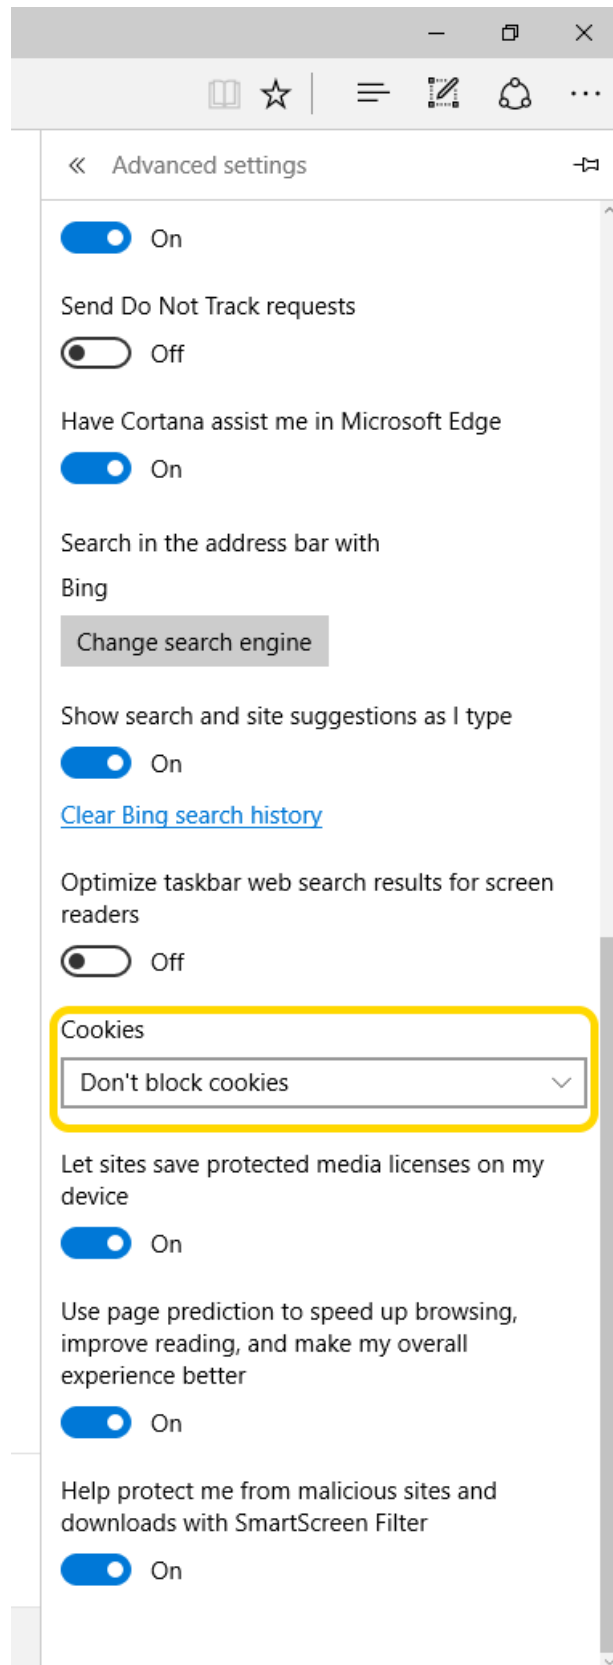 Advanced settings
On
Send Do Not Track requests
Off
Have Cortana assist me in Microsoft Edge
On
Search in the address bar with
Bing
Change search engine
Show search and site suggestions as I type
On
Clear Bing search history
Optimize taskbar web search results for screen
readers
Off
Cookies
Don't block cookies
Let sites save protected media licenses on my
device
On
Use page prediction to speed up browsing,
improve reading, and make my overall
experience better
On
Help protect me from malicious sites and
downloads with SmartScreen Filter
On